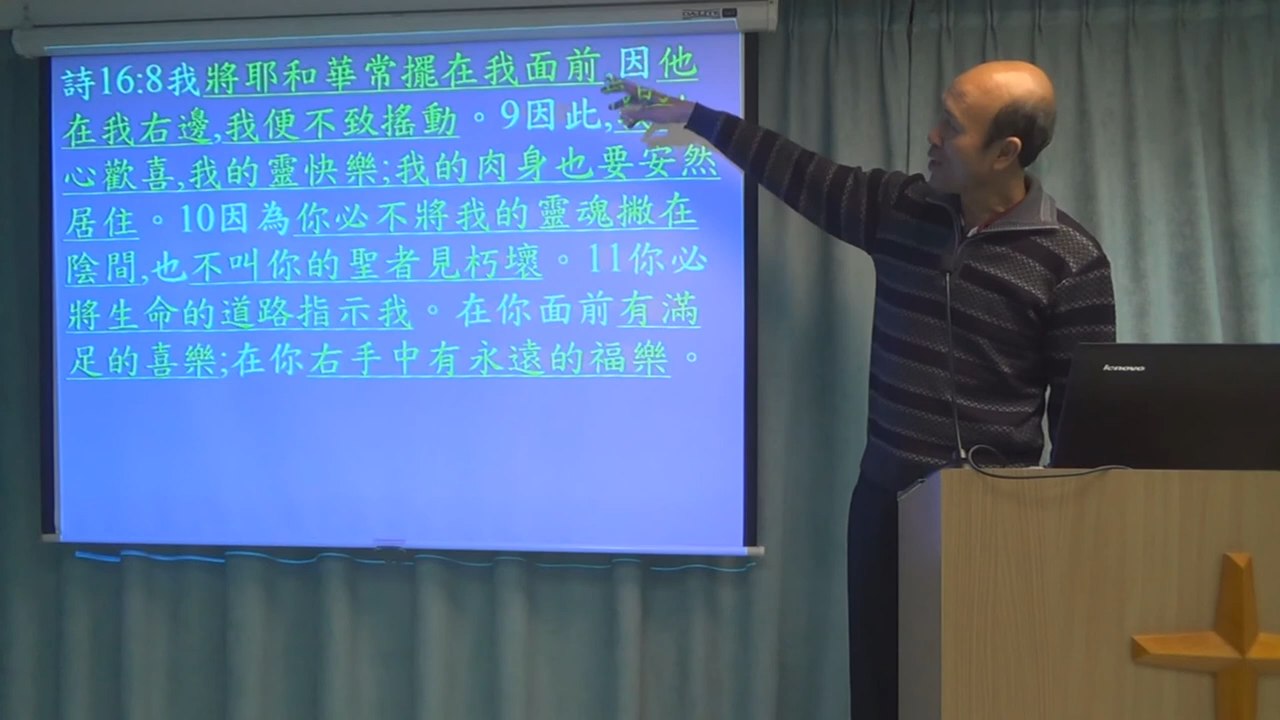 詩16:8我將耶和華常擺在我面前,因他
在我右邊,我便不致搖動。9因此,我
心歡喜,我的靈快樂;我的肉身也要安然
居住。10因為你必不將我的靈魂撇在
陰間,也不叫你的聖者見朽壞。11你必
將生命的道路指示我。在你面前有滿
足的喜樂;在你右手中有永遠的福樂。
lenovo